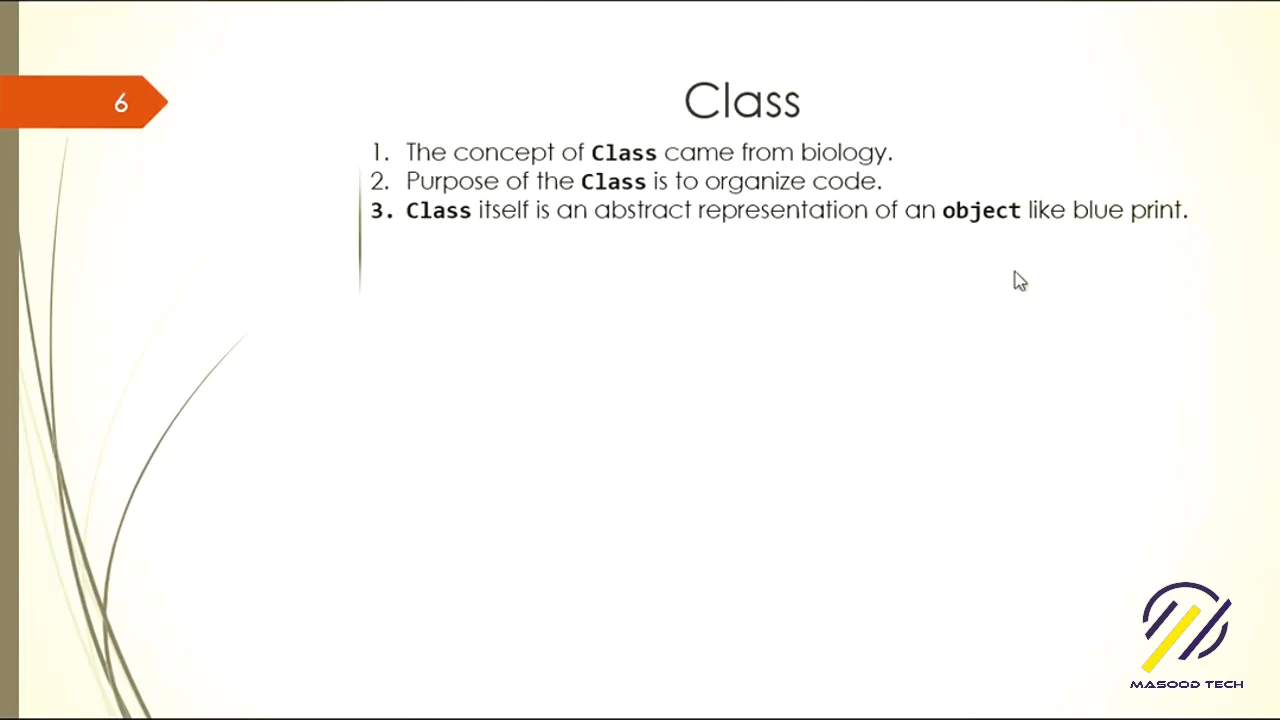 6
Class
1. The concept of Class came from biology.
2. Purpose of the Class is to organize code.
3. Class itself is an abstract representation of an object like blue print.
MASOOD TECH